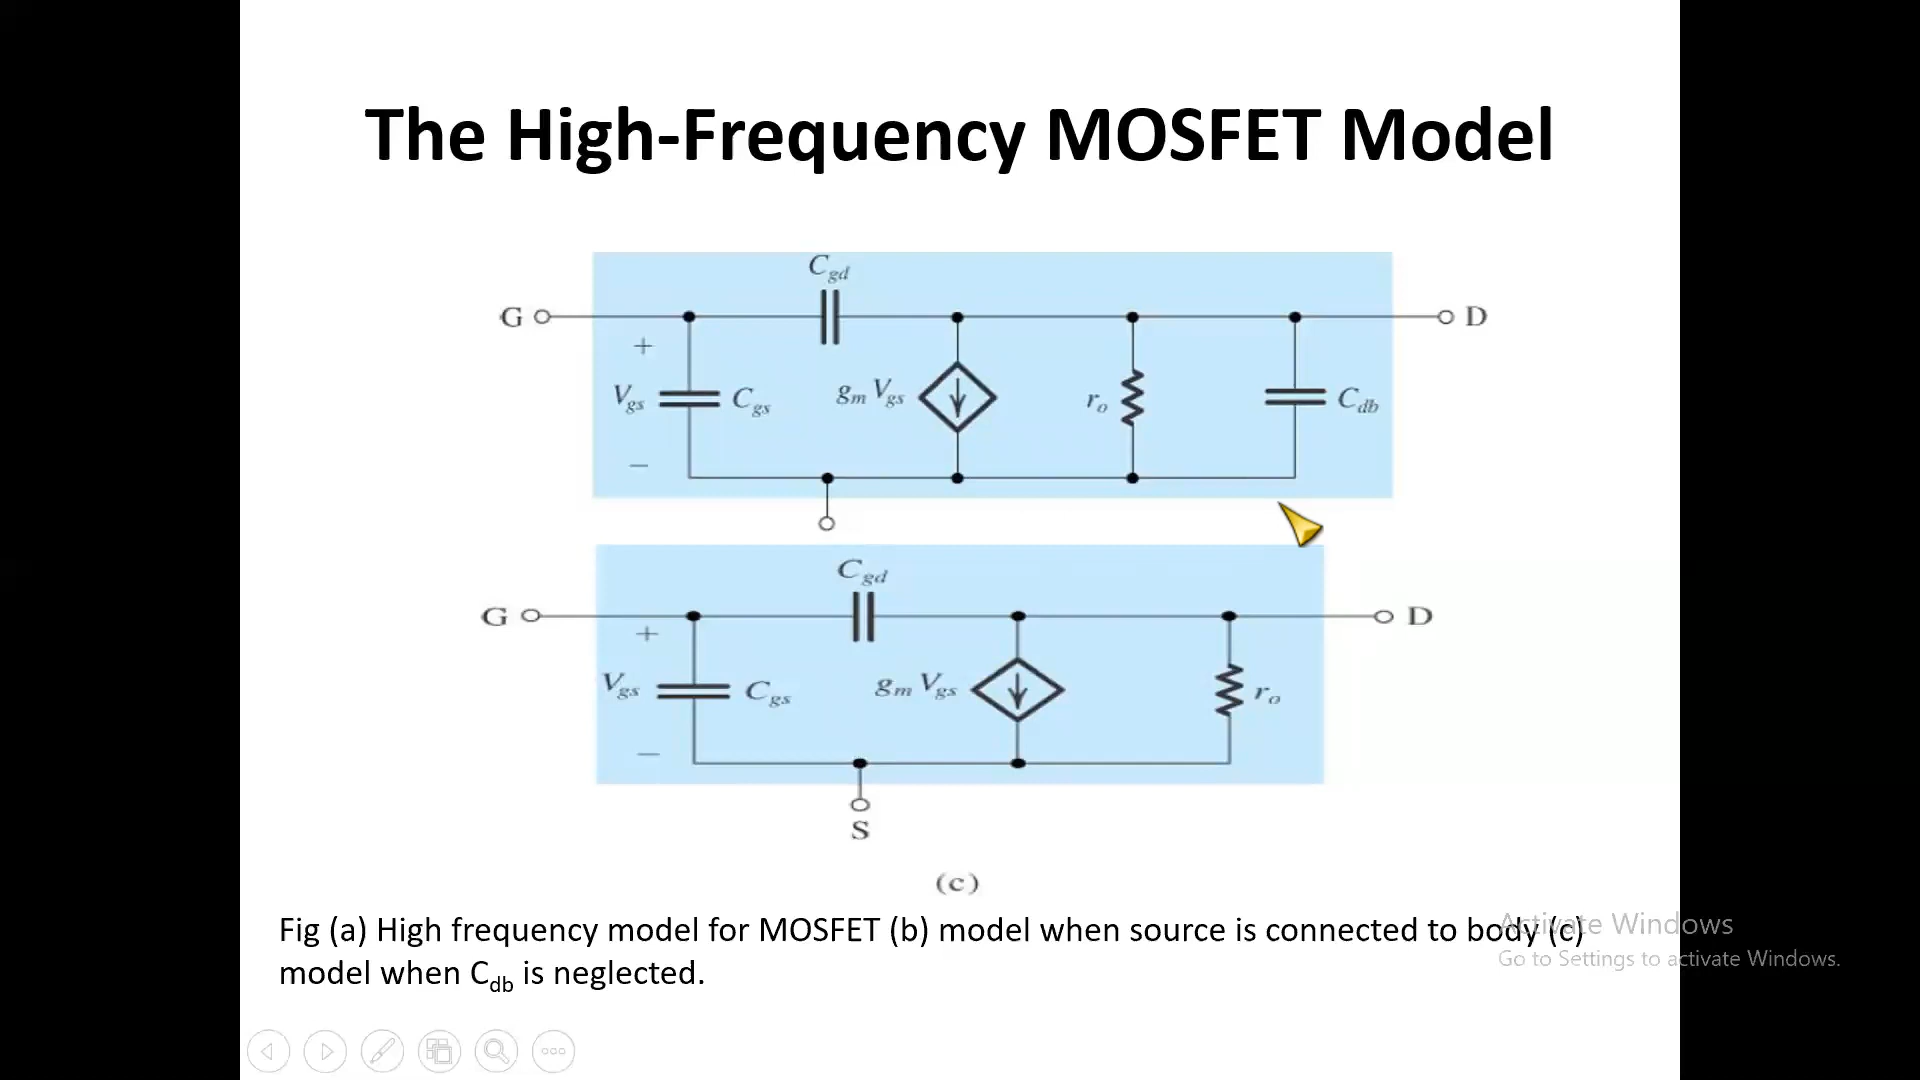 The High-Frequency MOSFET Model
C_gd
G
D
+
V_gs
C_gs
g_m V_gs
r_o
C_db
−
C_gd
G
D
+
V_gs
C_gs
g_m V_gs
r_o
−
S
(c)
Fig (a) High frequency model for MOSFET (b) model when source is connected to body (c)
model when C_db is neglected.
Activate Windows
Go to Settings to activate Windows.